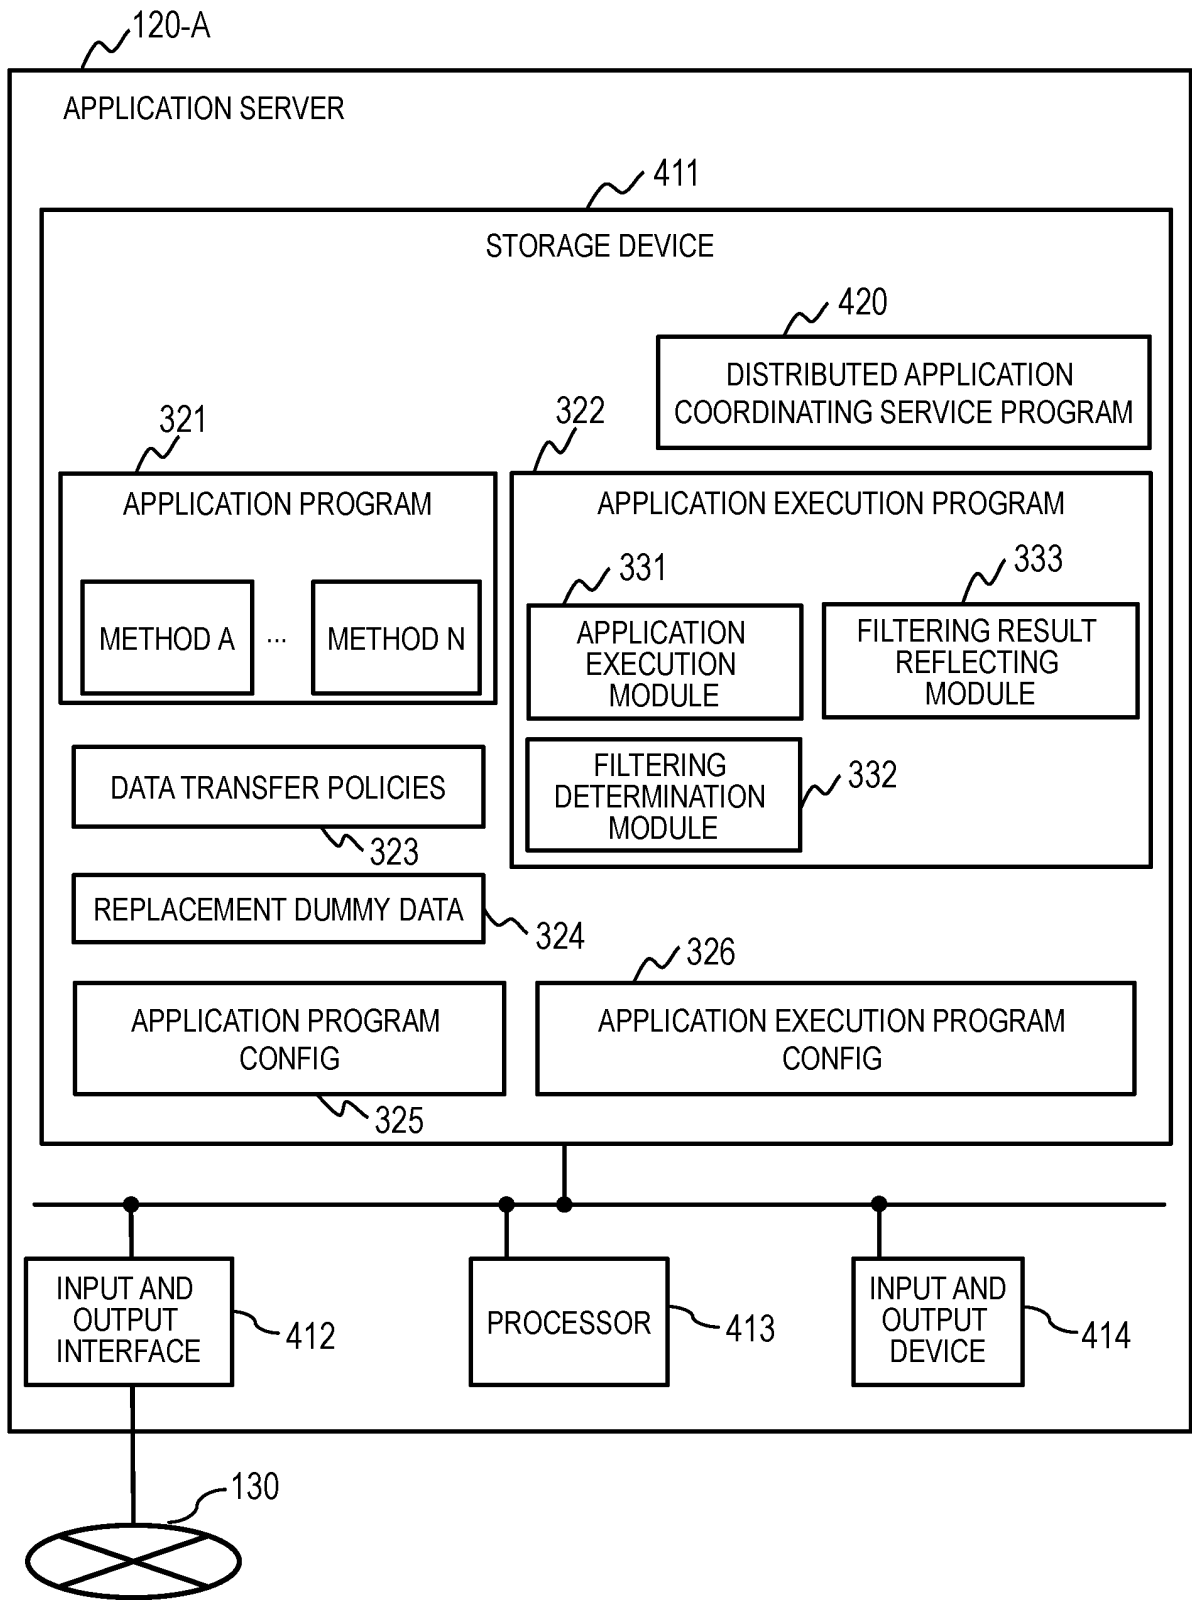 120-A
APPLICATION SERVER
411
STORAGE DEVICE
420
DISTRIBUTED APPLICATION
COORDINATING SERVICE PROGRAM
321
APPLICATION PROGRAM
METHOD A
...
METHOD N
322
APPLICATION EXECUTION PROGRAM
331
APPLICATION
EXECUTION
MODULE
333
FILTERING RESULT
REFLECTING
MODULE
FILTERING
DETERMINATION
MODULE
332
DATA TRANSFER POLICIES
323
REPLACEMENT DUMMY DATA
324
APPLICATION PROGRAM
CONFIG
325
326
APPLICATION EXECUTION PROGRAM
CONFIG
INPUT AND
OUTPUT
INTERFACE
412
PROCESSOR
413
INPUT AND
OUTPUT
DEVICE
414
130